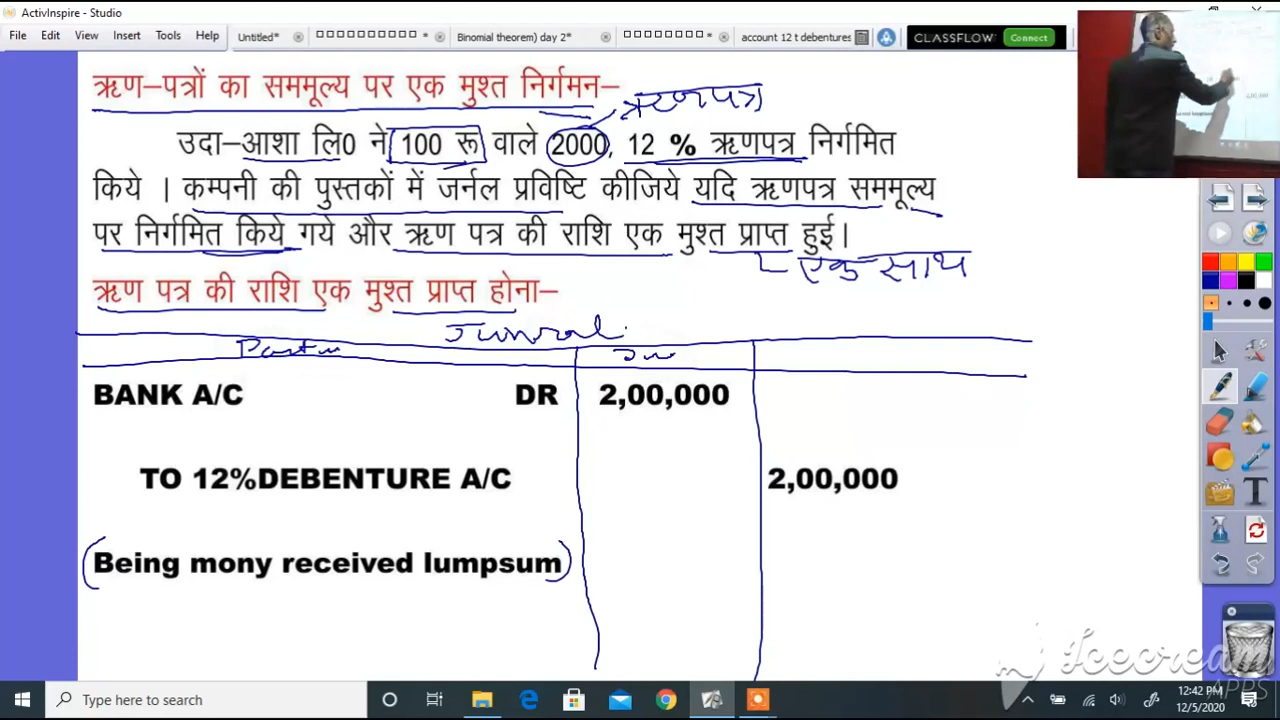 ActivInspire - Studio
File Edit View Insert Tools Help Untitled* * Binomial theorem) day 2* * account 12 t debentures CLASSFLOW Connect
ऋण–पत्रों का सममूल्य पर एक मुश्त निर्गमन–
ऋणपत्र
उदा–आशा लि0 ने 100 रू वाले 2000, 12 % ऋणपत्र निर्गमित
किये । कम्पनी की पुस्तकों में जर्नल प्रविष्टि कीजिये यदि ऋणपत्र सममूल्य
पर निर्गमित किये गये और ऋण पत्र की राशि एक मुश्त प्राप्त हुई।
एक साथ
ऋण पत्र की राशि एक मुश्त प्राप्त होना–
BANK A/C DR 2,00,000
TO 12%DEBENTURE A/C 2,00,000
(Being mony received lumpsum)
Icecream
APPS
Type here to search
12:42 PM
12/5/2020